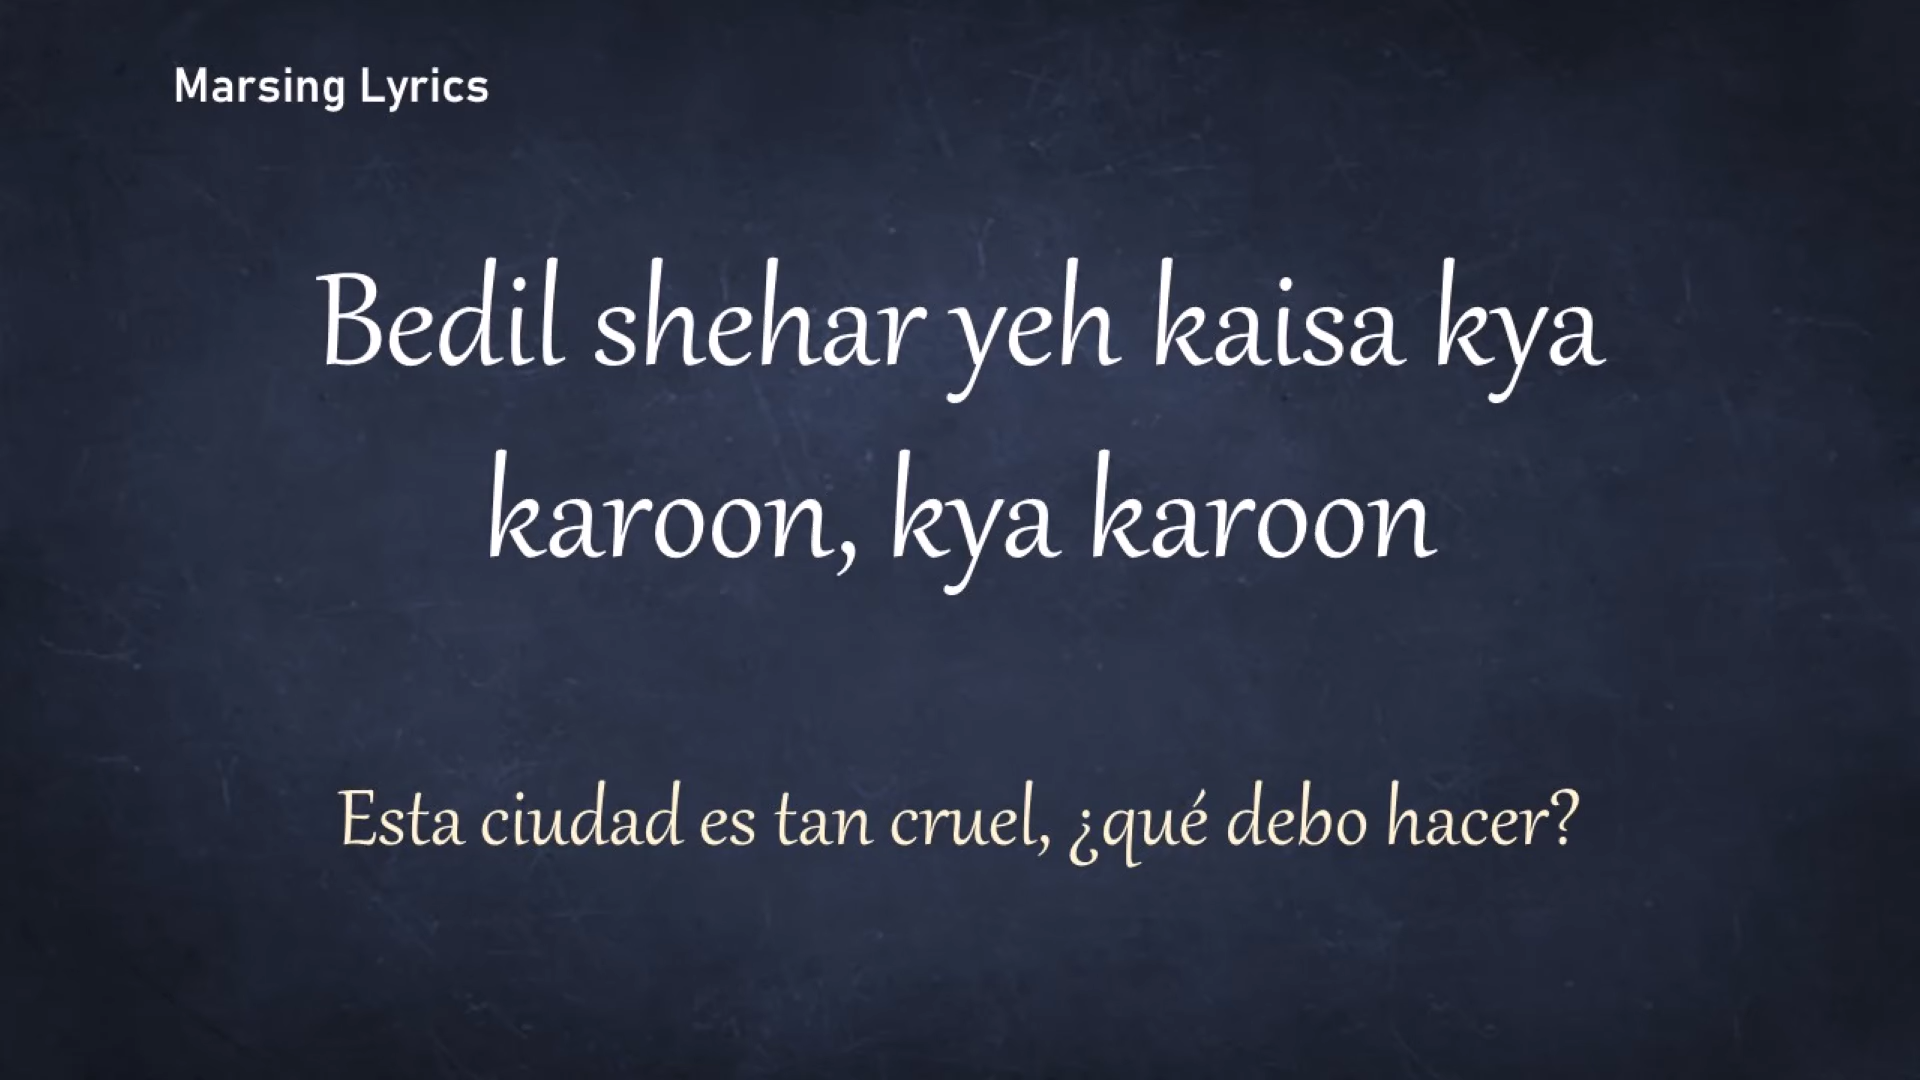 Marsing Lyrics
Bedil shehar yeh kaisa kya
karoon, kya karoon
Esta ciudad es tan cruel, ¿qué debo hacer?